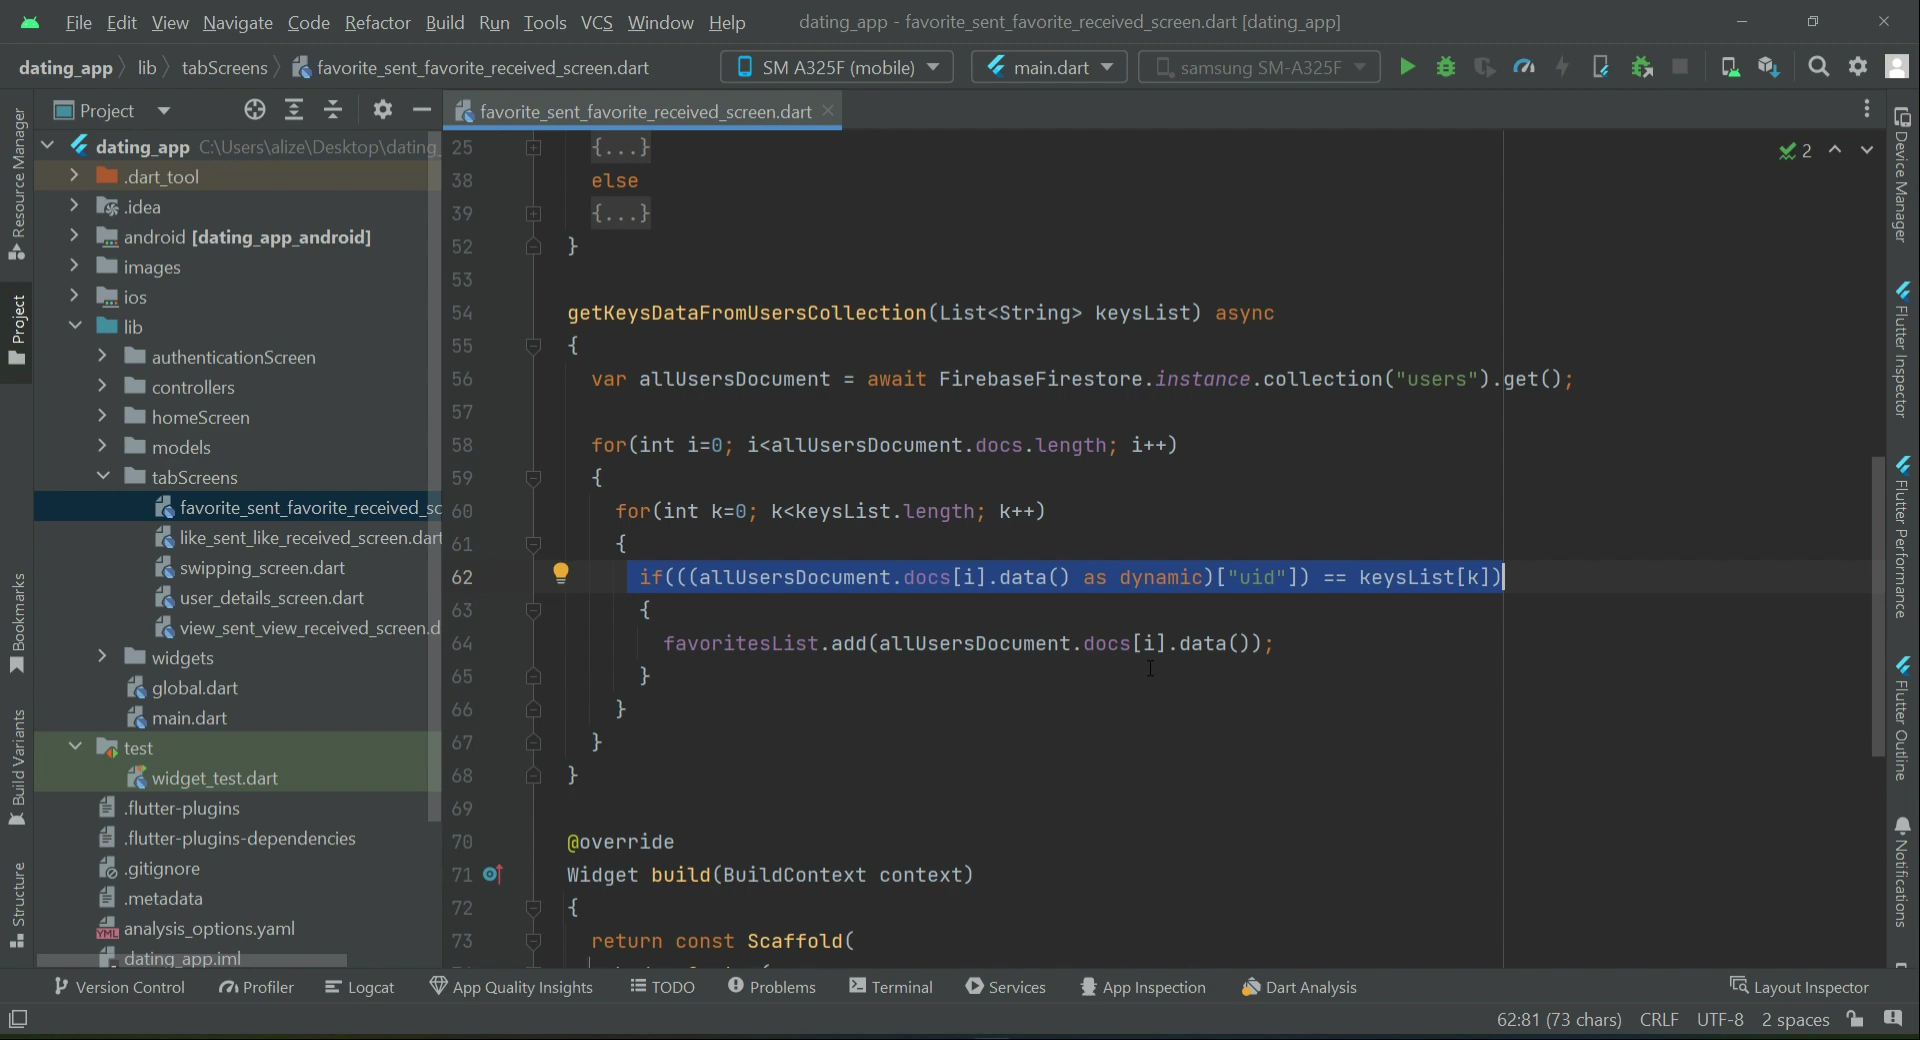 File Edit View Navigate Code Refactor Build Run Tools VCS Window Help dating_app - favorite_sent_favorite_received_screen.dart [dating_app]
dating_app lib tabScreens favorite_sent_favorite_received_screen.dart SM A325F (mobile) main.dart samsung SM-A325F
Project favorite_sent_favorite_received_screen.dart
Resource Manager
Project
Bookmarks
Build Variants
Structure
dating_app C:\Users\alize\Desktop\dating_
.dart_tool
.idea
android [dating_app_android]
images
ios
lib
authenticationScreen
controllers
homeScreen
models
tabScreens
favorite_sent_favorite_received_sc
like_sent_like_received_screen.dart
swipping_screen.dart
user_details_screen.dart
view_sent_view_received_screen.d
widgets
global.dart
main.dart
test
widget_test.dart
.flutter-plugins
.flutter-plugins-dependencies
.gitignore
.metadata
analysis_options.yaml
dating_app.iml
25 {...}
38 else
39 {...}
52 }
53
54 getKeysDataFromUsersCollection(List<String> keysList) async
55 {
56 var allUsersDocument = await FirebaseFirestore.instance.collection("users").get();
57
58 for(int i=0; i<allUsersDocument.docs.length; i++)
59 {
60 for(int k=0; k<keysList.length; k++)
61 {
62 if(((allUsersDocument.docs[i].data() as dynamic)["uid"]) == keysList[k])
63 {
64 favoritesList.add(allUsersDocument.docs[i].data());
65 }
66 }
67 }
68 }
69
70 @override
71 Widget build(BuildContext context)
72 {
73 return const Scaffold(
2
Device Manager
Flutter Inspector
Flutter Performance
Flutter Outline
Notifications
Version Control Profiler Logcat App Quality Insights TODO Problems Terminal Services App Inspection Dart Analysis Layout Inspector
62:81 (73 chars) CRLF UTF-8 2 spaces